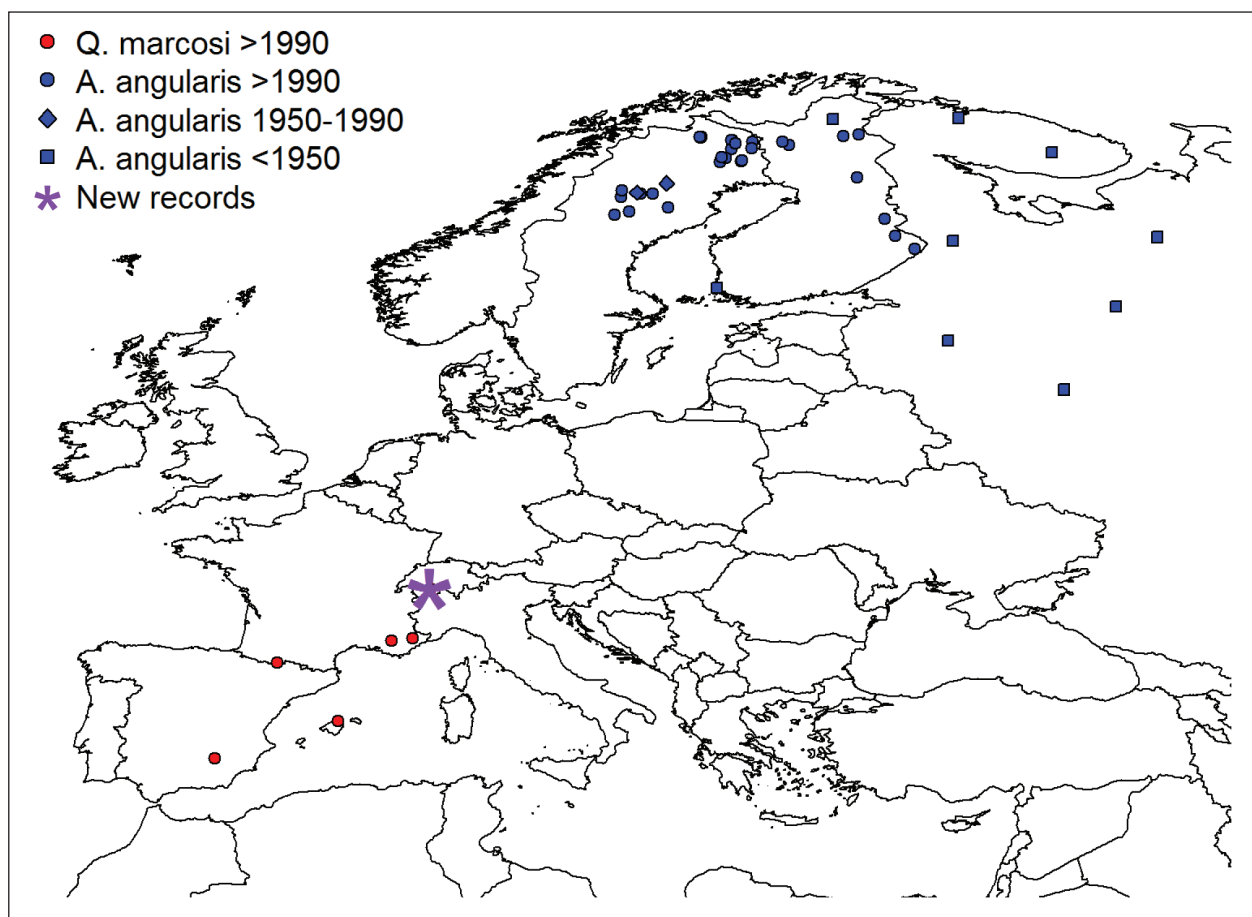 Q. marcosi >1990
A. angularis >1990
A. angularis 1950-1990
A. angularis <1950
New records